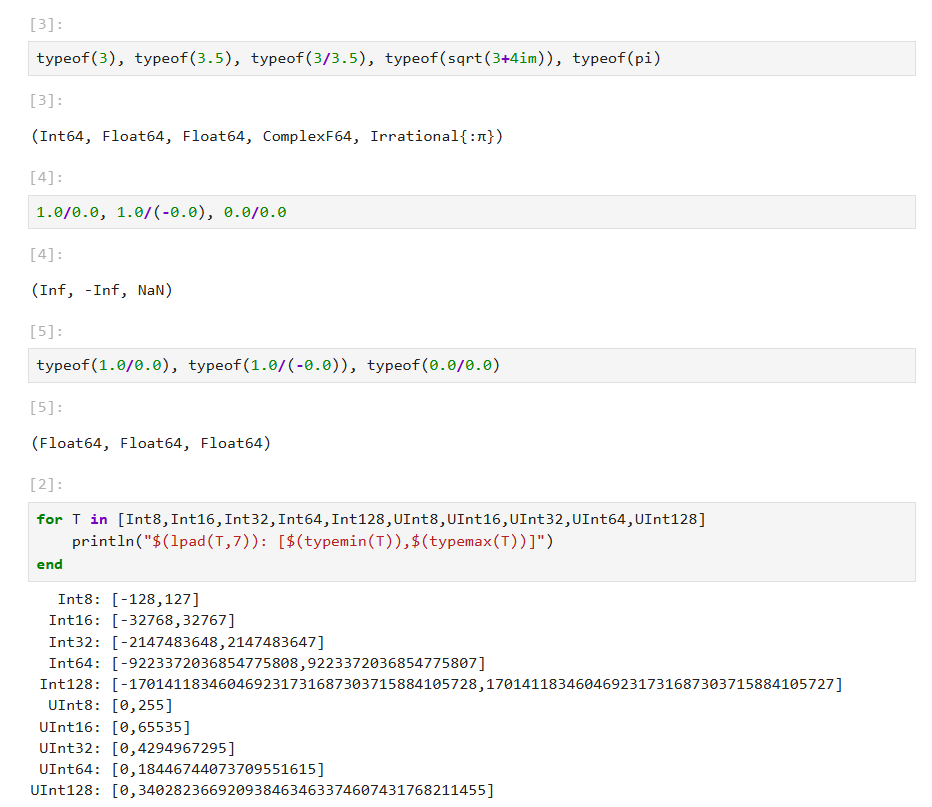 [3]:
typeof(3), typeof(3.5), typeof(3/3.5), typeof(sqrt(3+4im)), typeof(pi)
[3]:
(Int64, Float64, Float64, ComplexF64, Irrational{:π})
[4]:
1.0/0.0, 1.0/(-0.0), 0.0/0.0
[4]:
(Inf, -Inf, NaN)
[5]:
typeof(1.0/0.0), typeof(1.0/(-0.0)), typeof(0.0/0.0)
[5]:
(Float64, Float64, Float64)
[2]:
for T in [Int8,Int16,Int32,Int64,Int128,UInt8,UInt16,UInt32,UInt64,UInt128]
    println("$(lpad(T,7)): [$(typemin(T)),$(typemax(T))]")
end
   Int8: [-128,127]
  Int16: [-32768,32767]
  Int32: [-2147483648,2147483647]
  Int64: [-9223372036854775808,9223372036854775807]
 Int128: [-170141183460469231731687303715884105728,170141183460469231731687303715884105727]
  UInt8: [0,255]
 UInt16: [0,65535]
 UInt32: [0,4294967295]
 UInt64: [0,18446744073709551615]
UInt128: [0,340282366920938463463374607431768211455]